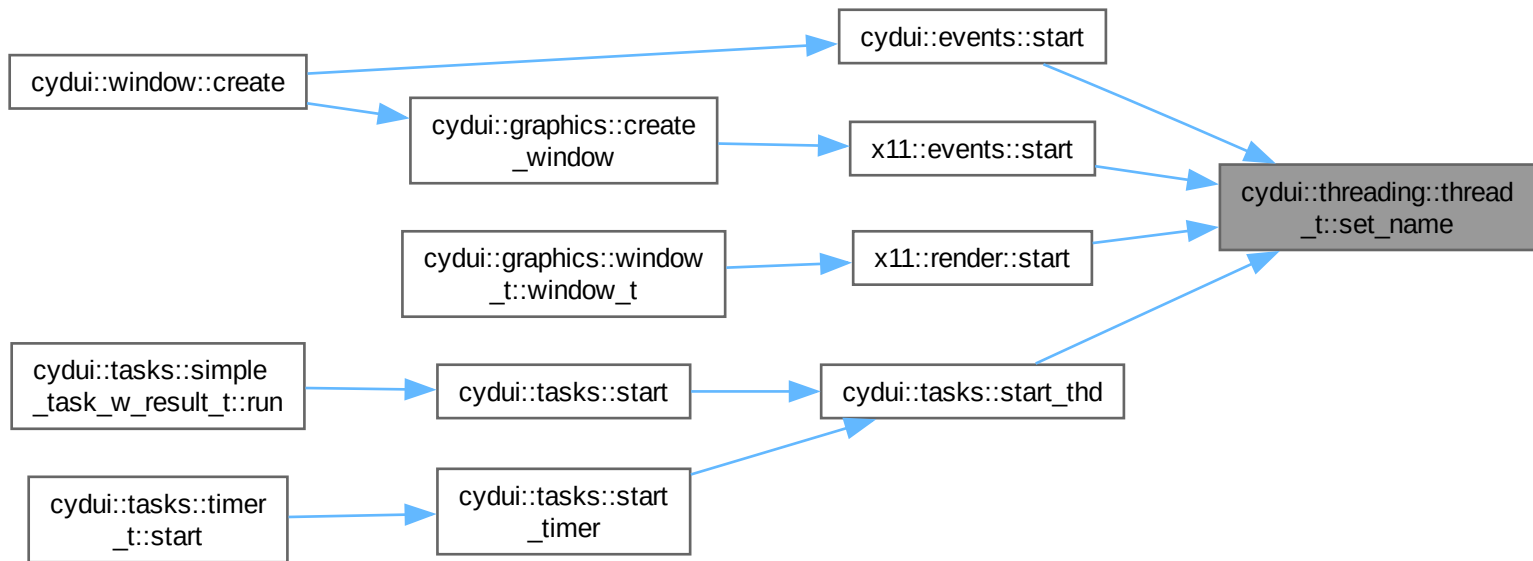 cydui::window::create
cydui::events::start
cydui::graphics::create
_window
x11::events::start
cydui::threading::thread
_t::set_name
cydui::graphics::window
_t::window_t
x11::render::start
cydui::tasks::simple
_task_w_result_t::run
cydui::tasks::start
cydui::tasks::start_thd
cydui::tasks::timer
_t::start
cydui::tasks::start
_timer